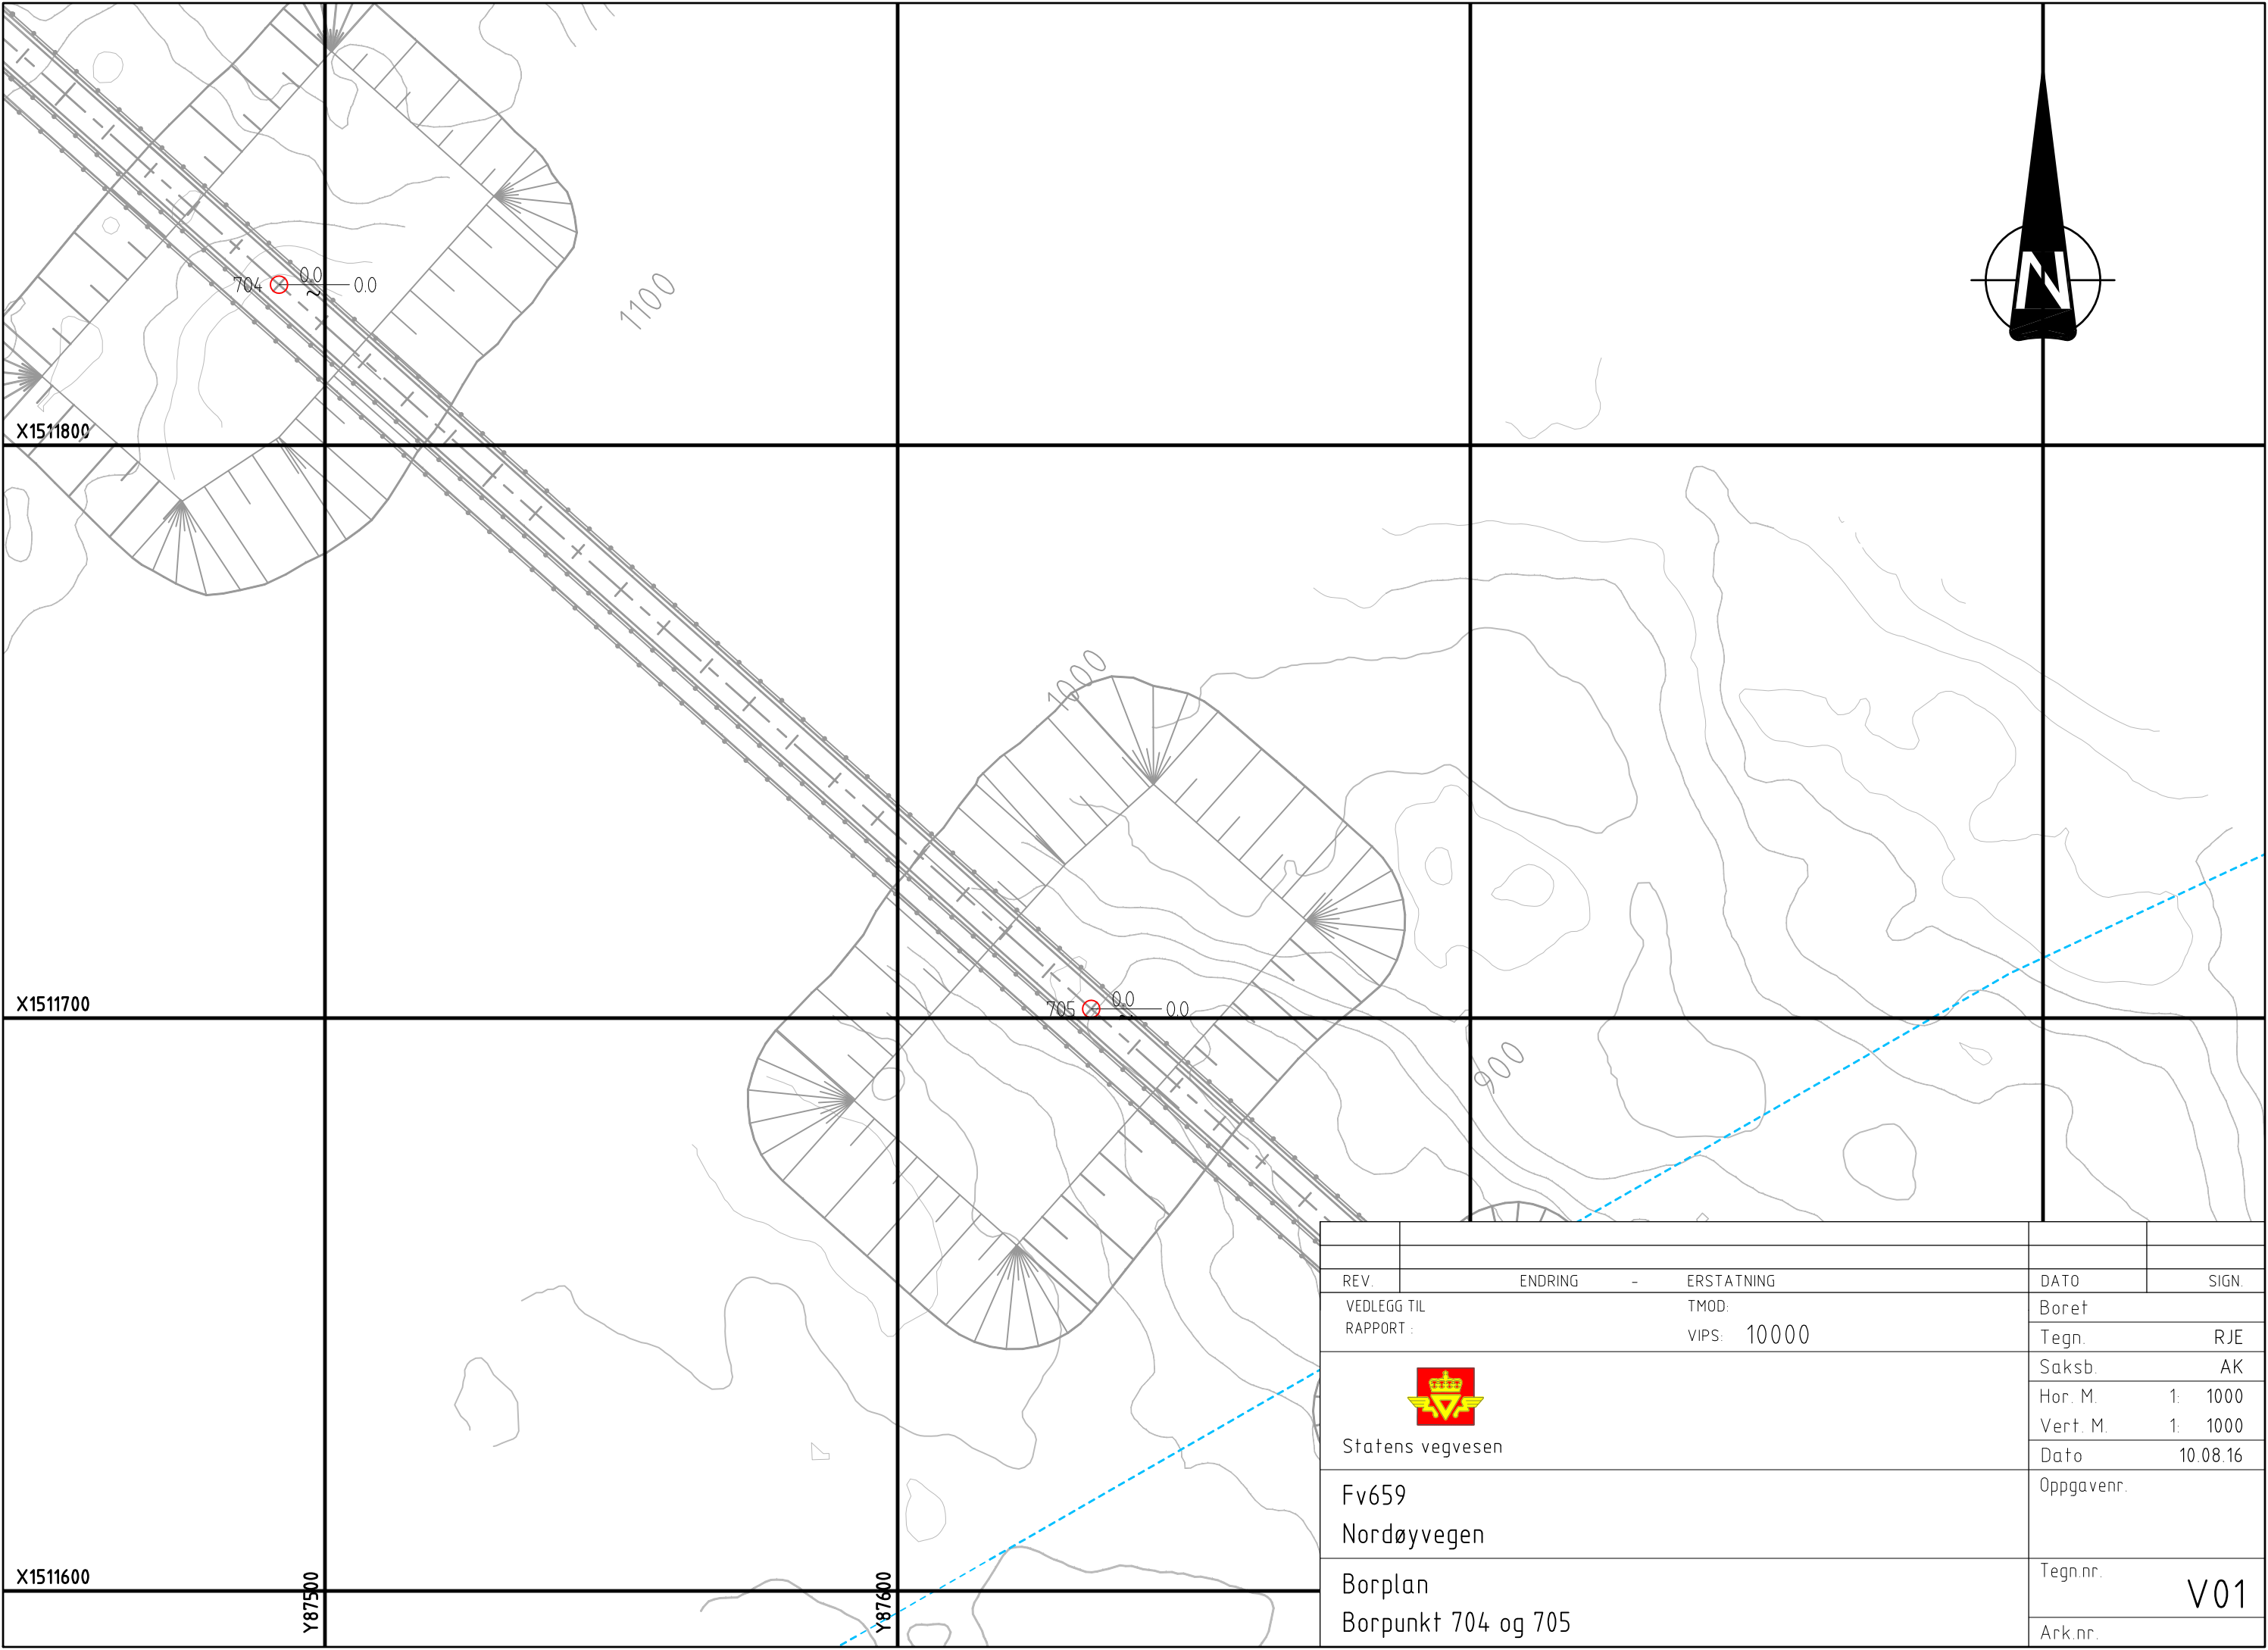 N
704
0.0
0.0
1100
X1511800
1000
X1511700
705
0.0
0.0
900
X1511600
Y87500
Y87600
REV. ENDRING - ERSTATNING DATO SIGN.
VEDLEGG TIL
RAPPORT :
TMOD:
VIPS: 10000
Boret
Tegn. RJE
Saksb. AK
Hor. M. 1: 1000
Vert. M. 1: 1000
Dato 10.08.16
Statens vegvesen
Oppgavenr.
Fv659
Nordøyvegen
Borplan
Borpunkt 704 og 705
Tegn.nr.
V01
Ark.nr.